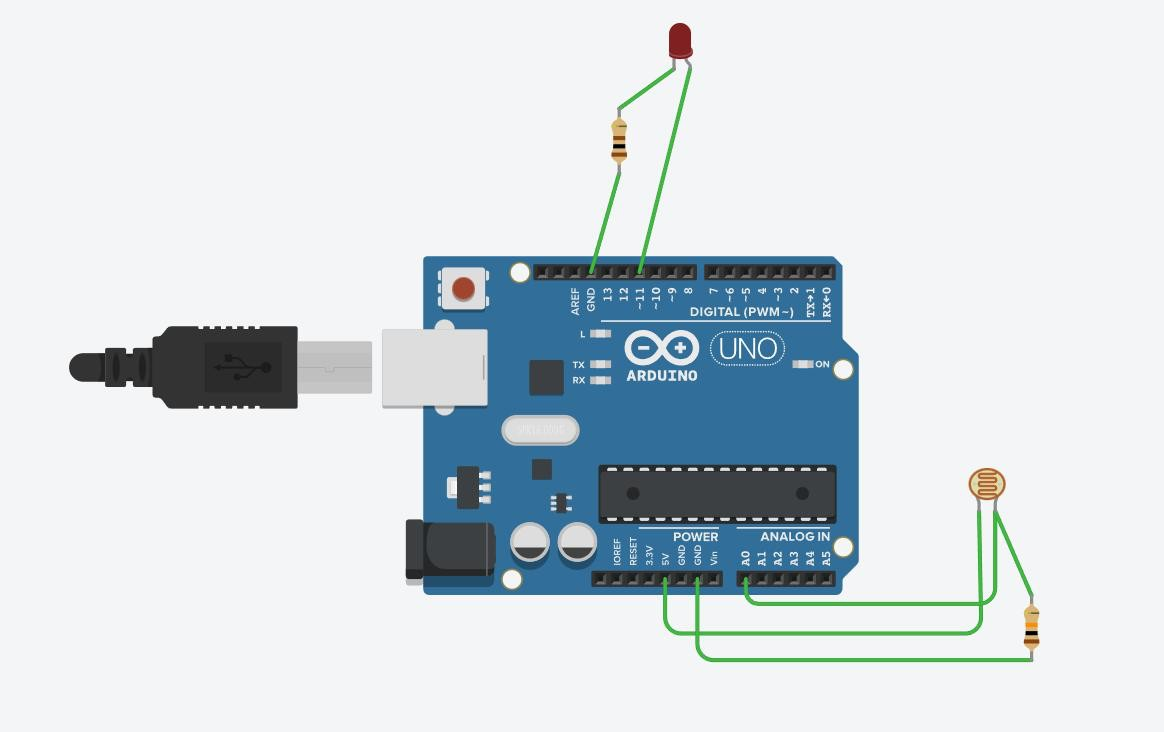 AREF
GND
13
12
~11
~10
~9
8
7
~6
~5
4
~3
2
TX→1
RX←0
DIGITAL (PWM~)
L
TX
RX
ARDUINO
UNO
ON
POWER
ANALOG IN
IOREF
RESET
3.3V
5V
GND
GND
Vin
A0
A1
A2
A3
A4
A5